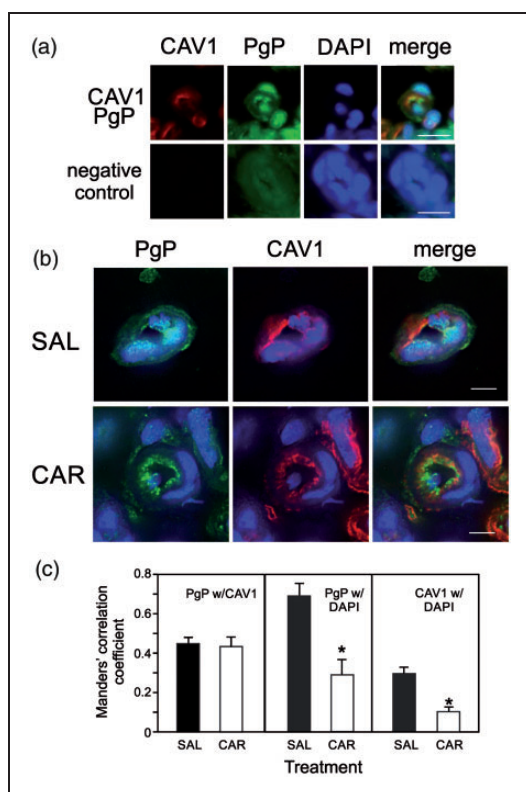 (a)
CAV1 PgP DAPI merge
CAV1
PgP
negative
control
(b)
PgP CAV1 merge
SAL
CAR
(c)
Manders' correlation
coefficient
0.8
0.6
0.4
0.2
0
PgP w/CAV1
PgP w/
DAPI
CAV1 w/
DAPI
*
*
SAL CAR SAL CAR SAL CAR
Treatment